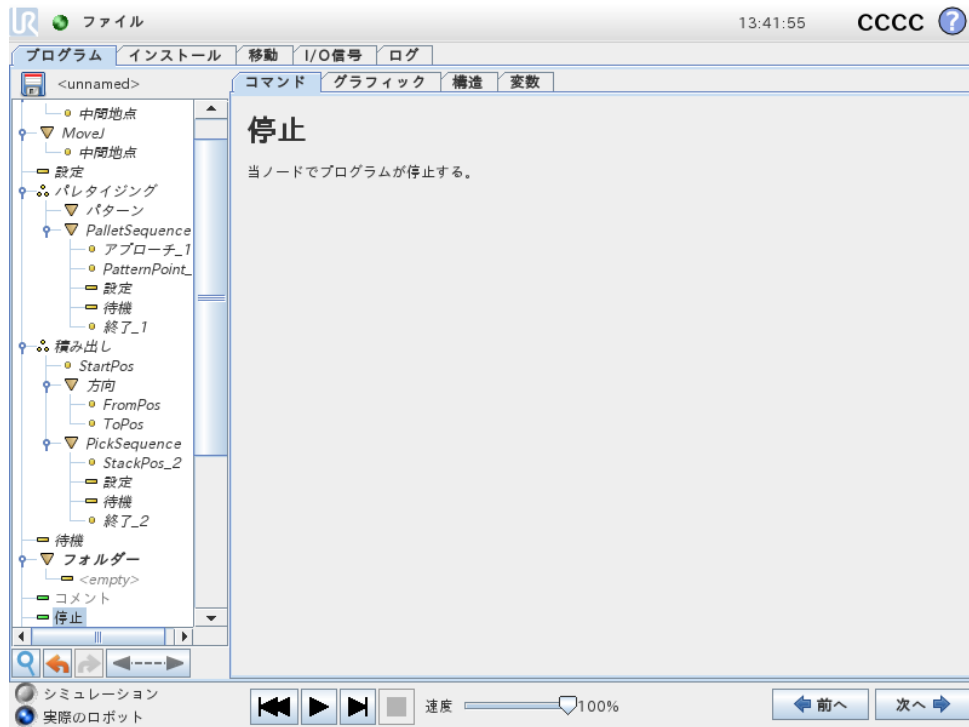 UR ファイル 13:41:55 CCCC ?
プログラム インストール 移動 I/O信号 ログ
<unnamed> コマンド グラフィック 構造 変数
中間地点
MoveJ
中間地点
設定
パレタイジング
パターン
PalletSequence
アプローチ_1
PatternPoint_
設定
待機
終了_1
積み出し
StartPos
方向
FromPos
ToPos
PickSequence
StackPos_2
設定
待機
終了_2
待機
フォルダー
<empty>
コメント
停止
停止
当ノードでプログラムが停止する。
シミュレーション
実際のロボット
速度 100%
前へ 次へ